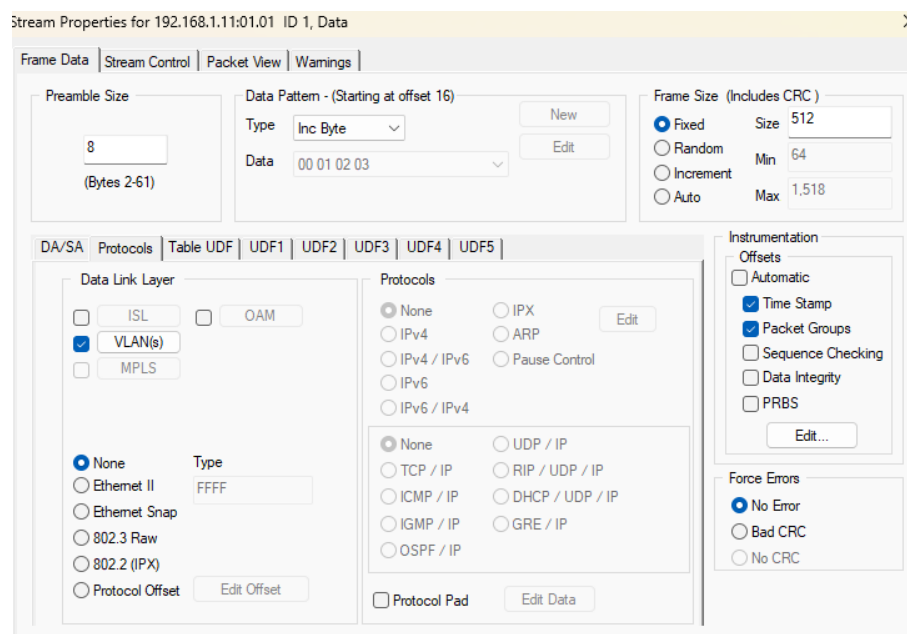 Stream Properties for 192.168.1.11:01.01 ID 1, Data
Frame Data Stream Control Packet View Warnings
Preamble Size
8
(Bytes 2-61)
Data Pattern - (Starting at offset 16)
Type Inc Byte New
Data 00 01 02 03 Edit
Frame Size (Includes CRC )
Fixed Size 512
Random Min 64
Increment
Auto Max 1,518
DA/SA Protocols Table UDF UDF1 UDF2 UDF3 UDF4 UDF5
Data Link Layer
ISL OAM
VLAN(s)
MPLS
None Type
Ethernet II FFFF
Ethernet Snap
802.3 Raw
802.2 (IPX)
Protocol Offset Edit Offset
Protocols
None IPX Edit
IPv4 ARP
IPv4 / IPv6 Pause Control
IPv6
IPv6 / IPv4
None UDP / IP
TCP / IP RIP / UDP / IP
ICMP / IP DHCP / UDP / IP
IGMP / IP GRE / IP
OSPF / IP
Protocol Pad Edit Data
Instrumentation
Offsets
Automatic
Time Stamp
Packet Groups
Sequence Checking
Data Integrity
PRBS
Edit...
Force Errors
No Error
Bad CRC
No CRC